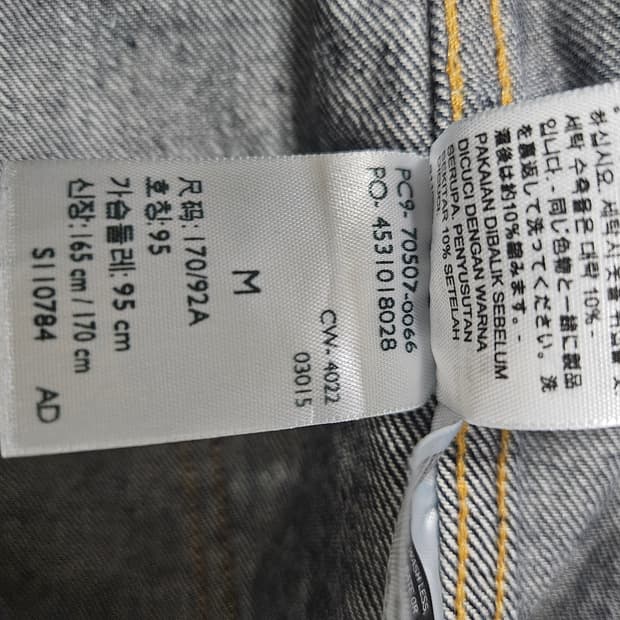 PC9- 70507-0066
PO- 4531018028
CW- 4022
03015
M
尺码: 170/92A
호칭: 95
가슴둘레: 95 cm
신장: 165 cm / 170 cm
S110784 AD
하십시오. 세탁시 옷을
세탁 수축율은 대략 10% -
입니다. - 同じ色物と一緒に製品
を裏返して洗ってください。洗
濯後は約10%縮みます。-
PAKAIAN DIBALIK SEBELUM
DICUCI DENGAN WARNA
SERUPA. PENYUSUTAN
SEKITAR 10% SETELAH
LESS,
OR